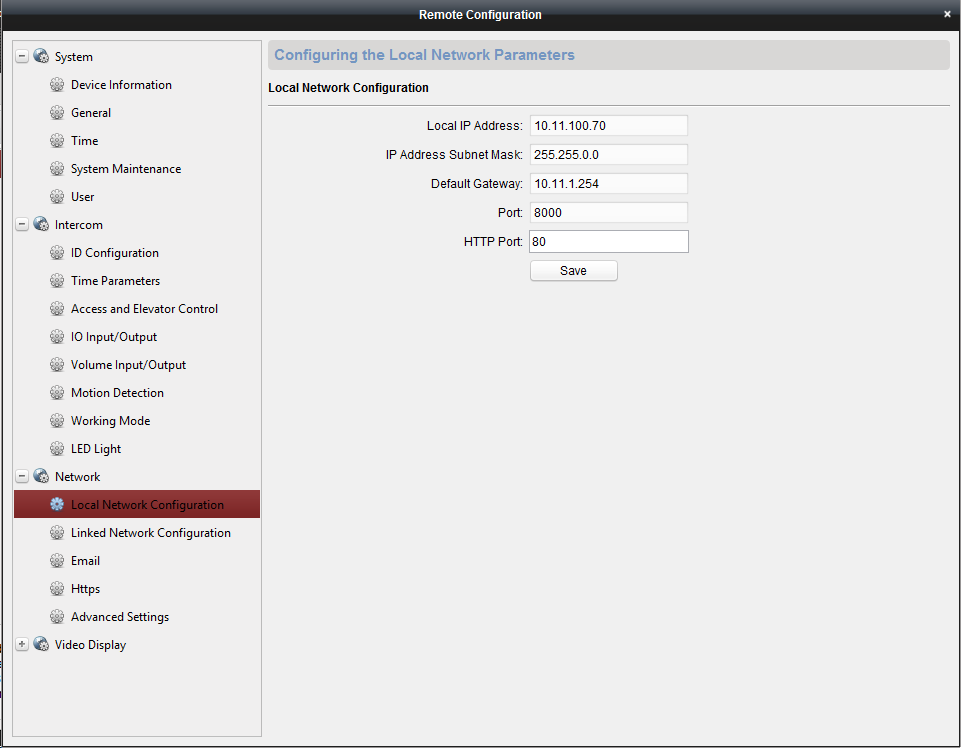 Remote Configuration
System
Device Information
General
Time
System Maintenance
User
Intercom
ID Configuration
Time Parameters
Access and Elevator Control
IO Input/Output
Volume Input/Output
Motion Detection
Working Mode
LED Light
Network
Local Network Configuration
Linked Network Configuration
Email
Https
Advanced Settings
Video Display
Configuring the Local Network Parameters
Local Network Configuration
Local IP Address: 10.11.100.70
IP Address Subnet Mask: 255.255.0.0
Default Gateway: 10.11.1.254
Port: 8000
HTTP Port: 80
Save